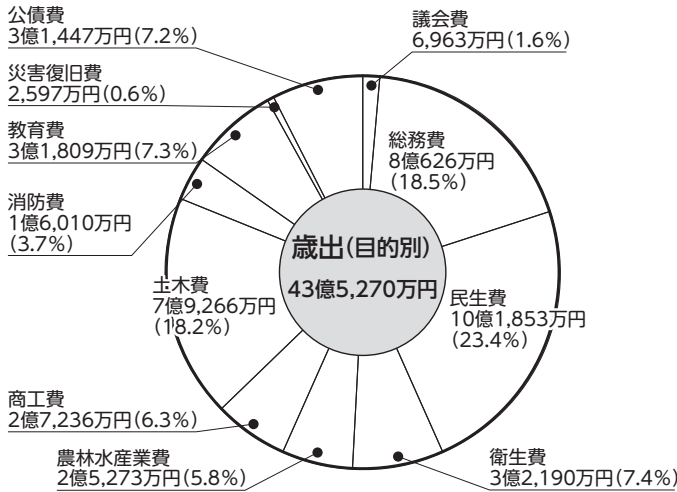 公債費
3億1,447万円(7.2%)
災害復旧費
2,597万円(0.6%)
教育費
3億1,809万円(7.3%)
消防費
1億6,010万円
(3.7%)
土木費
7億9,266万円
(18.2%)
商工費
2億7,236万円(6.3%)
農林水産業費
2億5,273万円(5.8%)
議会費
6,963万円(1.6%)
総務費
8億626万円
(18.5%)
歳出(目的別)
43億5,270万円
民生費
10億1,853万円
(23.4%)
衛生費
3億2,190万円(7.4%)